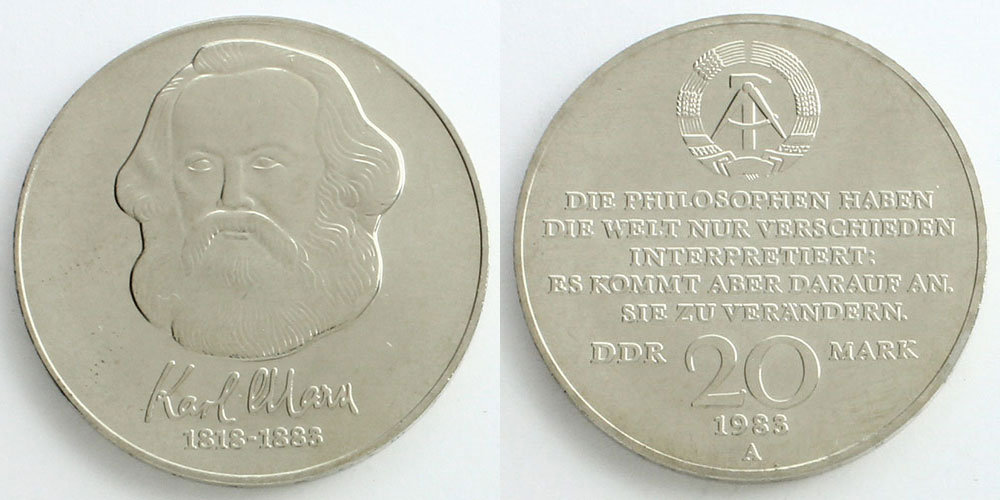 Karl Marx
1818-1883
DIE PHILOSOPHEN HABEN
DIE WELT NUR VERSCHIEDEN
INTERPRETIERT;
ES KOMMT ABER DARAUF AN,
SIE ZU VERÄNDERN.
DDR 20 MARK
1983
A